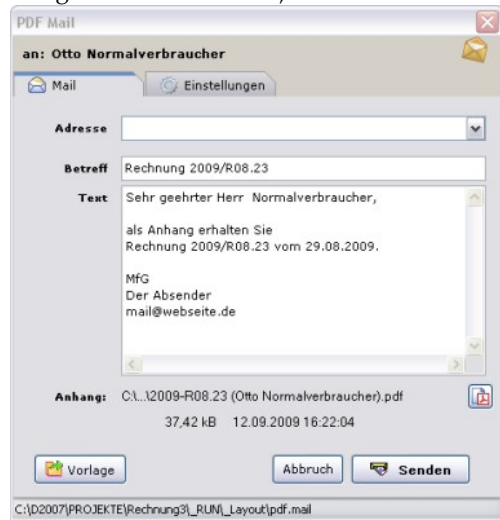 PDF Mail
an: Otto Normalverbraucher
Mail
Einstellungen
Adresse
Betreff Rechnung 2009/R08.23
Text Sehr geehrter Herr Normalverbraucher,
als Anhang erhalten Sie
Rechnung 2009/R08.23 vom 29.08.2009.
MfG
Der Absender
mail@webseite.de
Anhang: C:\...\2009-R08.23 (Otto Normalverbraucher).pdf
37,42 kB 12.09.2009 16:22:04
Vorlage
Abbruch
Senden
C:\D2007\PROJEKTE\Rechnung3\_RUN\_Layout\pdf.mail